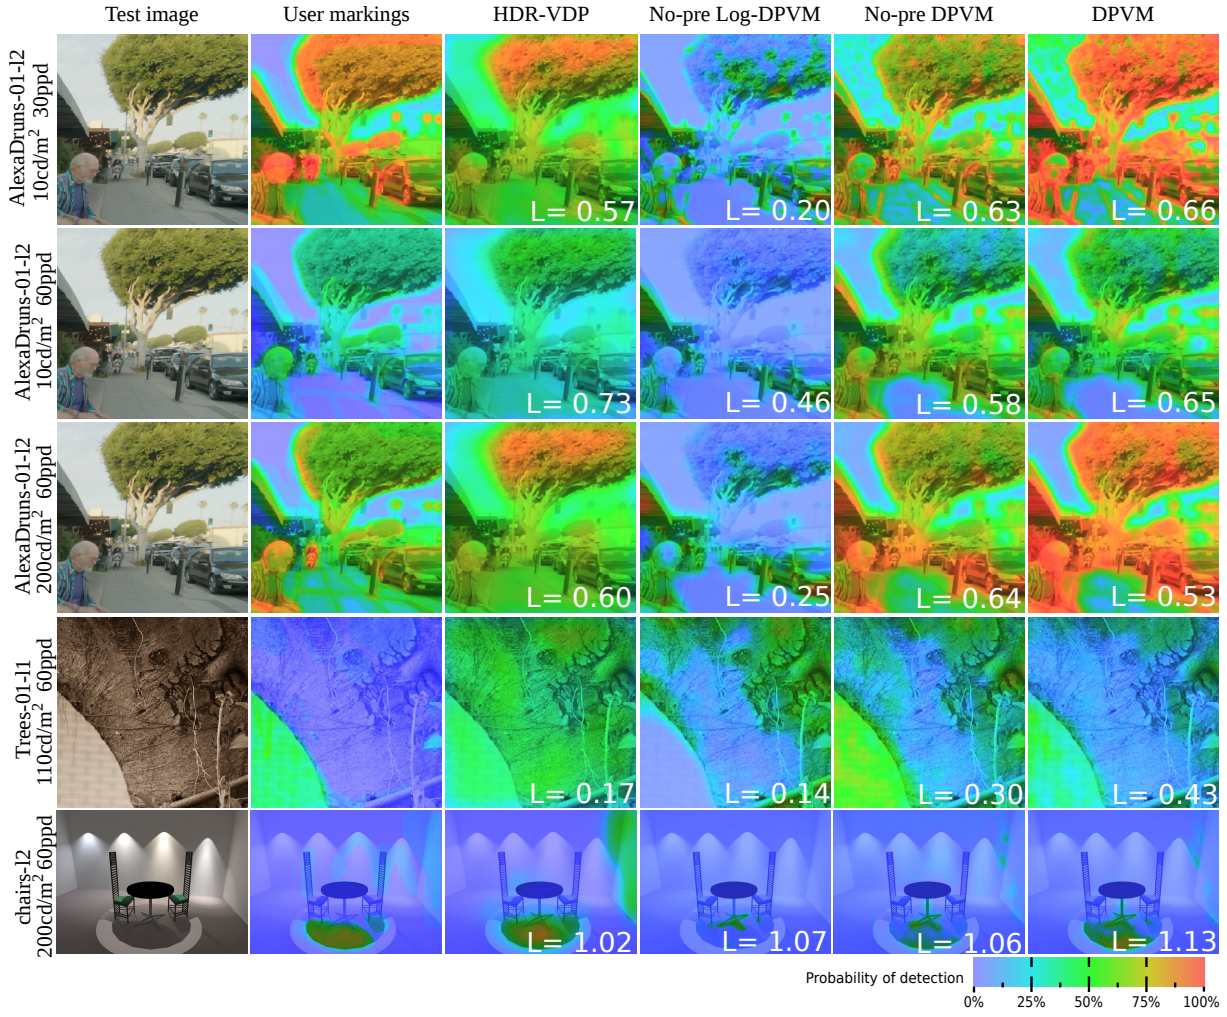 Test image
User markings
HDR-VDP
No-pre Log-DPVM
No-pre DPVM
DPVM
AlexaDruns-01-l2
10cd/m² 30ppd
L= 0.57
L= 0.20
L= 0.63
L= 0.66
AlexaDruns-01-l2
10cd/m² 60ppd
L= 0.73
L= 0.46
L= 0.58
L= 0.65
AlexaDruns-01-l2
200cd/m² 60ppd
L= 0.60
L= 0.25
L= 0.64
L= 0.53
Trees-01-l1
110cd/m² 60ppd
L= 0.17
L= 0.14
L= 0.30
L= 0.43
chairs-l2
200cd/m² 60ppd
L= 1.02
L= 1.07
L= 1.06
L= 1.13
Probability of detection
0%
25%
50%
75%
100%